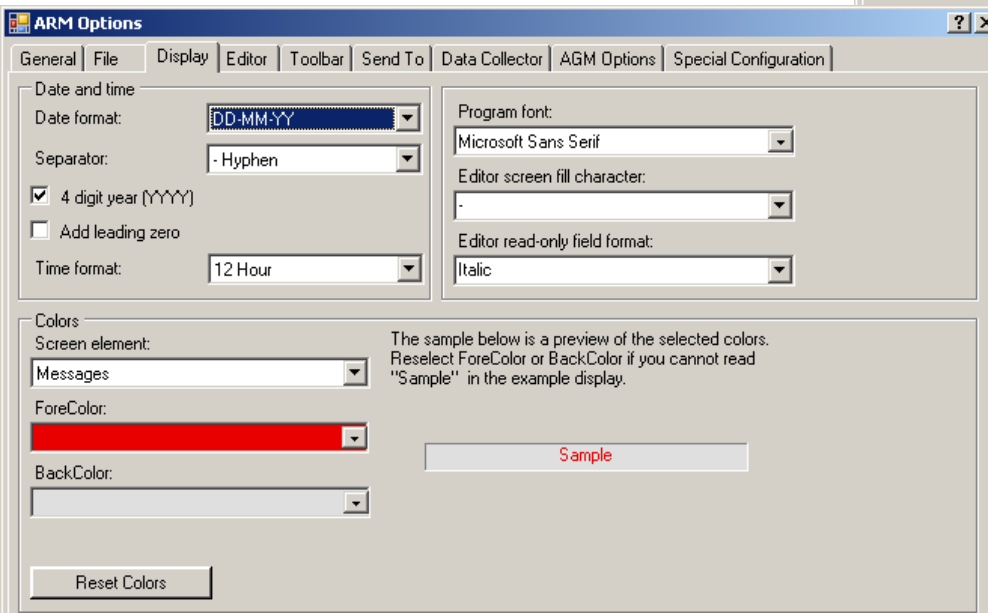 ARM Options
General File Display Editor Toolbar Send To Data Collector AGM Options Special Configuration
Date and time
Date format: DD-MM-YY
Separator: - Hyphen
4 digit year (YYYY)
Add leading zero
Time format: 12 Hour
Program font:
Microsoft Sans Serif
Editor screen fill character:
-
Editor read-only field format:
Italic
Colors
Screen element:
Messages
ForeColor:
BackColor:
Reset Colors
The sample below is a preview of the selected colors.
Reselect ForeColor or BackColor if you cannot read
"Sample" in the example display.
Sample